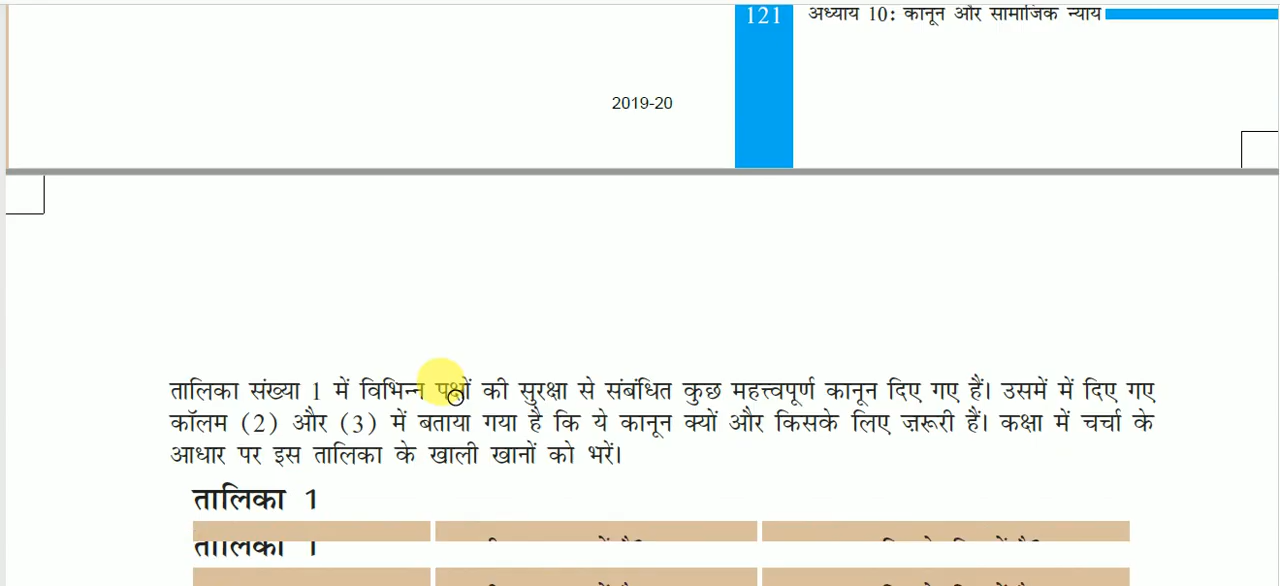 121 अध्याय 10: कानून और सामाजिक न्याय
2019-20
तालिका संख्या 1 में विभिन्न पक्षों की सुरक्षा से संबंधित कुछ महत्त्वपूर्ण कानून दिए गए हैं। उसमें में दिए गए
कॉलम (2) और (3) में बताया गया है कि ये कानून क्यों और किसके लिए ज़रूरी हैं। कक्षा में चर्चा के
आधार पर इस तालिका के खाली खानों को भरें।
तालिका 1
तालिका 1